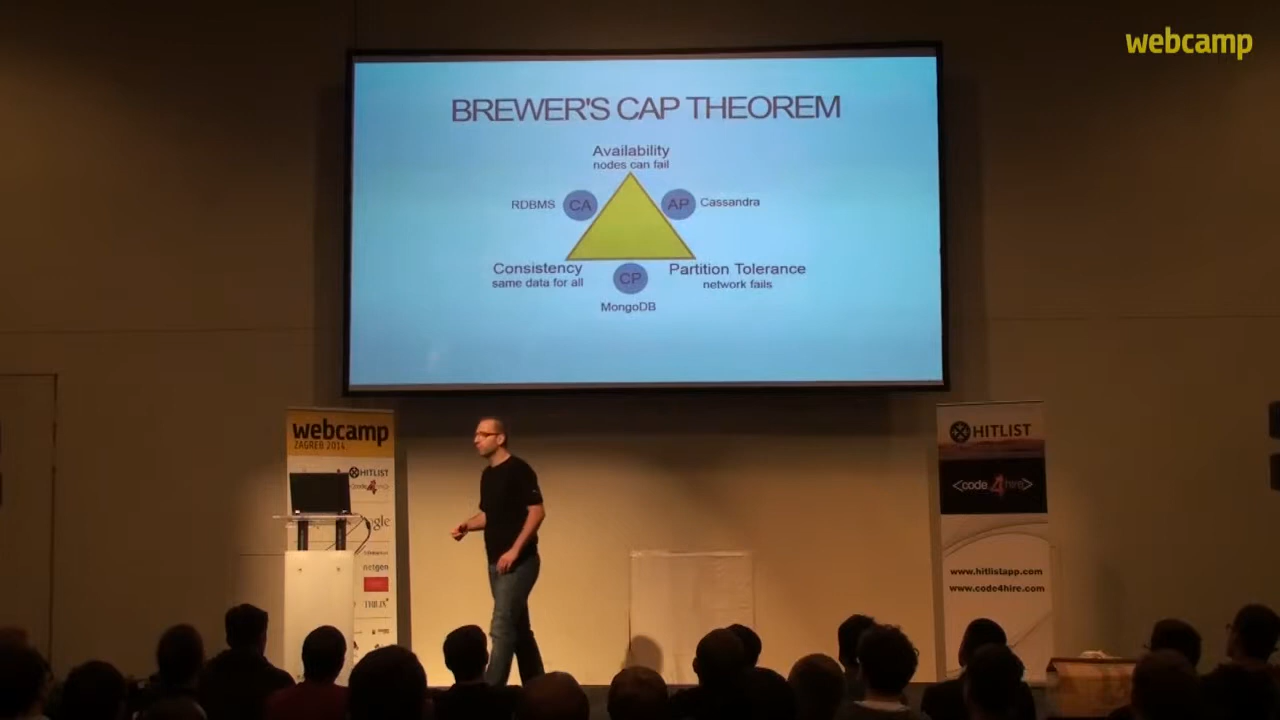 webcamp
BREWER'S CAP THEOREM
Availability
nodes can fail
RDBMS
CA
AP
Cassandra
Consistency
same data for all
CP
Partition Tolerance
network fails
MongoDB
webcamp
ZAGREB 2014
HITLIST
netgen
HITLIST
<code4hire>
www.hitlistapp.com
www.code4hire.com